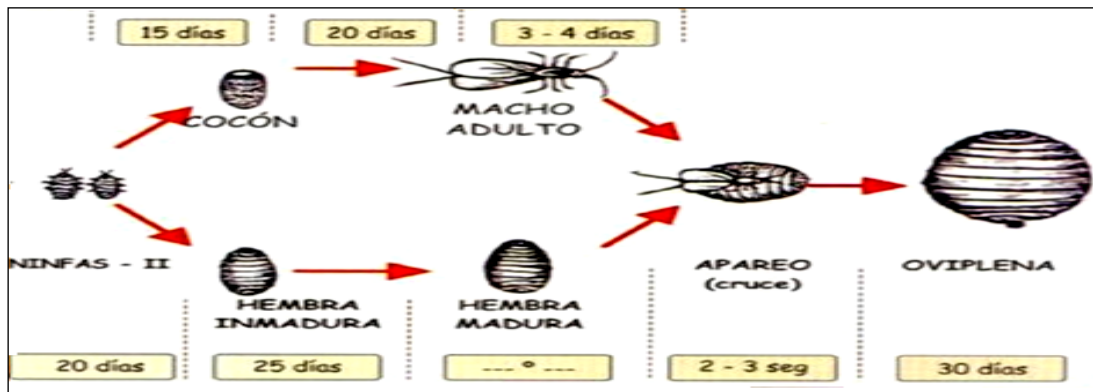 15 días
20 días
3 - 4 días
COCÓN
MACHO
ADULTO
NINFAS - II
HEMBRA
INMADURA
HEMBRA
MADURA
APAREO
(cruce)
OVIPLENA
20 días
25 días
--- º ---
2 - 3 seg
30 días